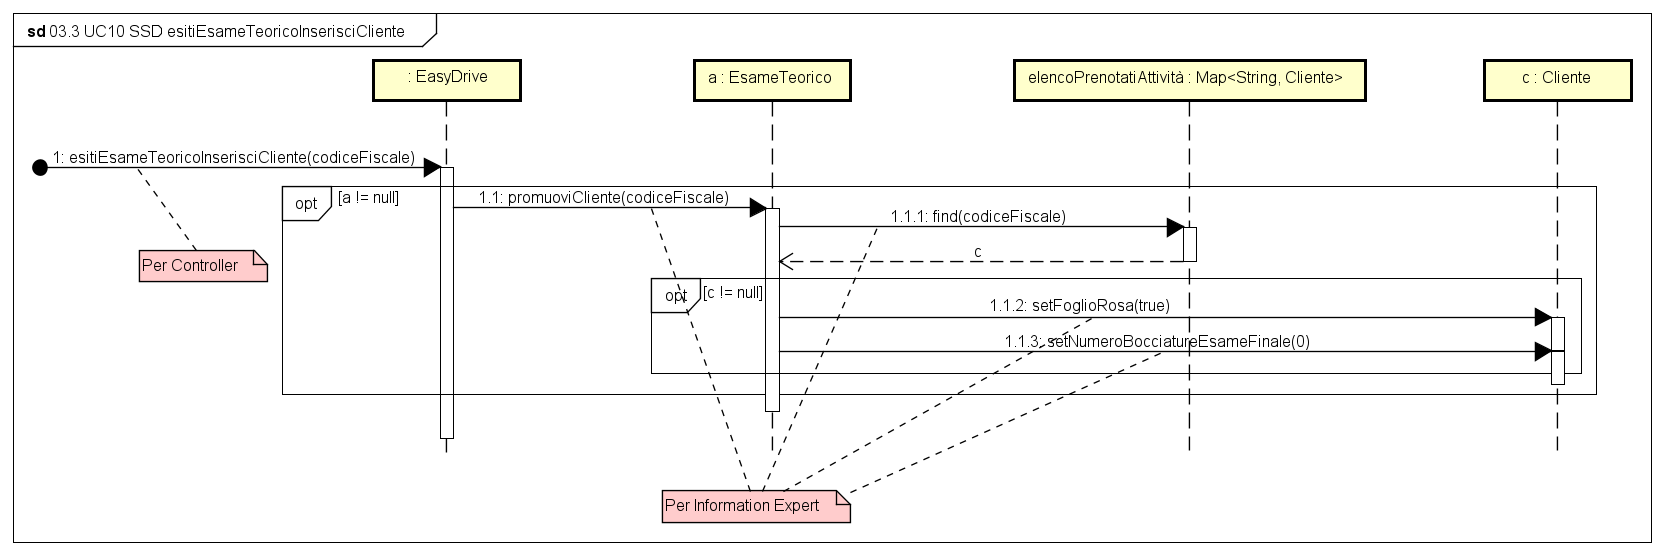 sd 03.3 UC10 SSD esitiEsameTeoricoInserisciCliente
: EasyDrive
a : EsameTeorico
elencoPrenotatiAttività : Map<String, Cliente>
c : Cliente
1: esitiEsameTeoricoInserisciCliente(codiceFiscale)
opt
[a != null]
1.1: promuoviCliente(codiceFiscale)
1.1.1: find(codiceFiscale)
c
Per Controller
opt
[c != null]
1.1.2: setFoglioRosa(true)
1.1.3: setNumeroBocciatureEsameFinale(0)
Per Information Expert